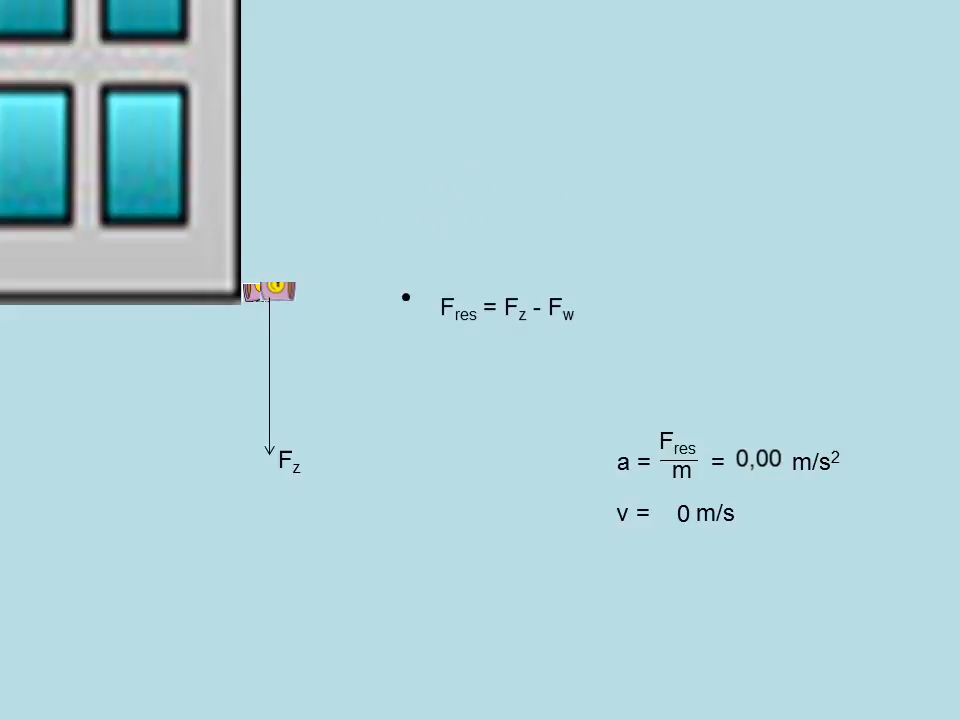 • F_res = F_z - F_w
F_z
a = F_res / m = 0,00 m/s²
v = 0 m/s